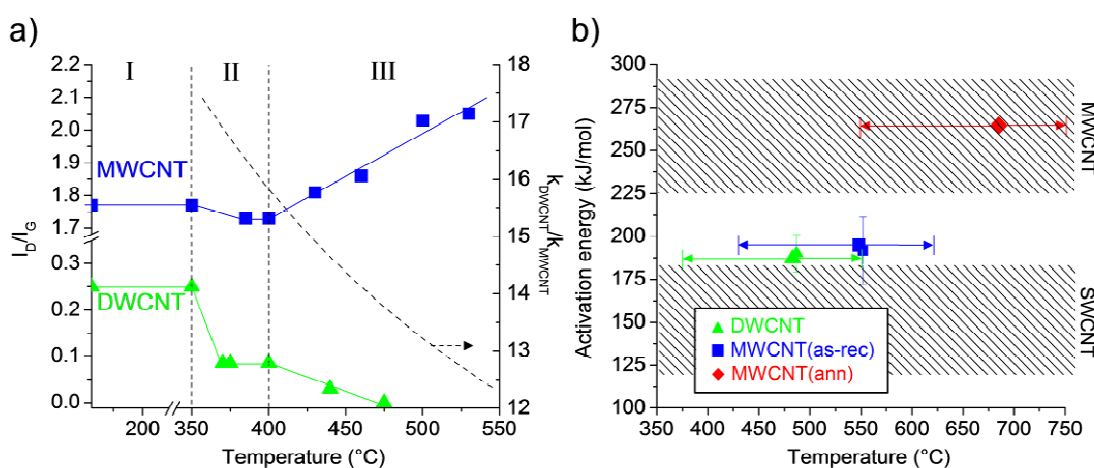 a)
I II III
2.2
2.1
2.0
1.9
1.8
1.7
0.3
0.2
0.1
0.0
I_D/I_G
MWCNT
DWCNT
18
17
16
15
14
13
12
k_DWCNT/k_MWCNT
200 350 400 450 500 550
Temperature (°C)
b)
300
275
250
225
200
175
150
125
100
Activation energy (kJ/mol)
MWCNT
SWCNT
DWCNT
MWCNT(as-rec)
MWCNT(ann)
350 400 450 500 550 600 650 700 750
Temperature (°C)